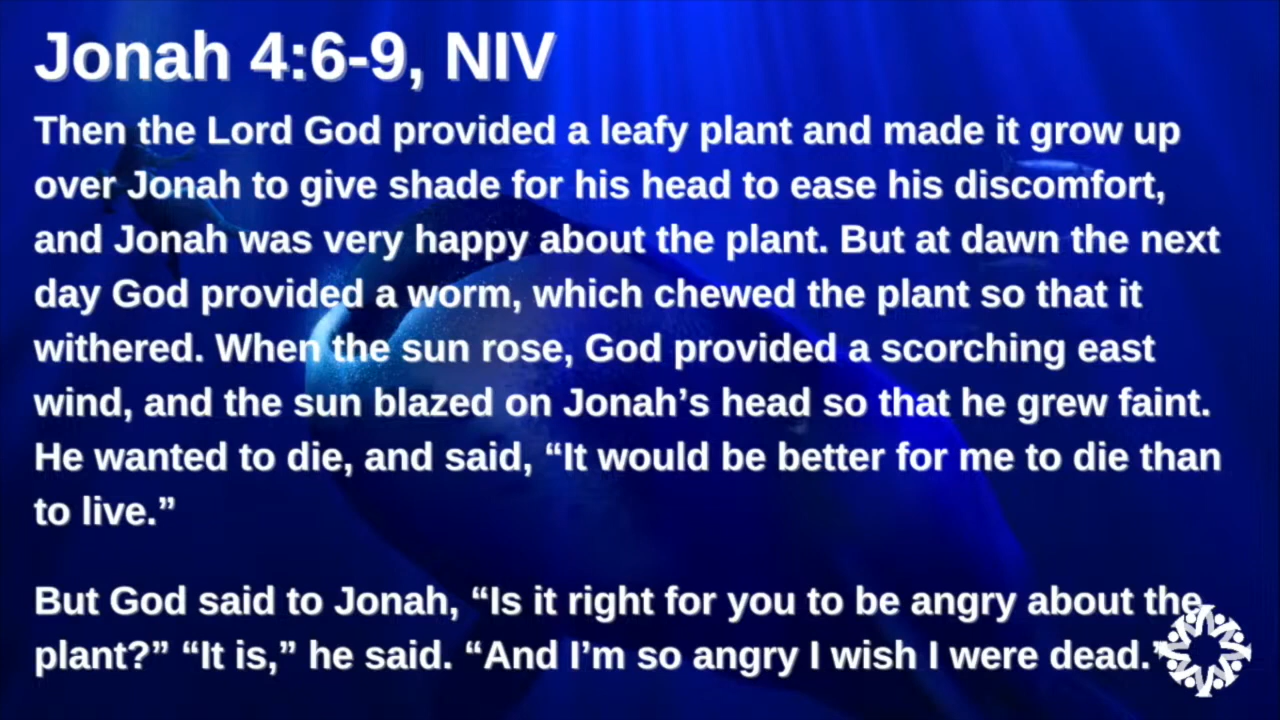 Jonah 4:6-9, NIV
Then the Lord God provided a leafy plant and made it grow up
over Jonah to give shade for his head to ease his discomfort,
and Jonah was very happy about the plant. But at dawn the next
day God provided a worm, which chewed the plant so that it
withered. When the sun rose, God provided a scorching east
wind, and the sun blazed on Jonah’s head so that he grew faint.
He wanted to die, and said, “It would be better for me to die than
to live.”
But God said to Jonah, “Is it right for you to be angry about the
plant?” “It is,” he said. “And I’m so angry I wish I were dead.”